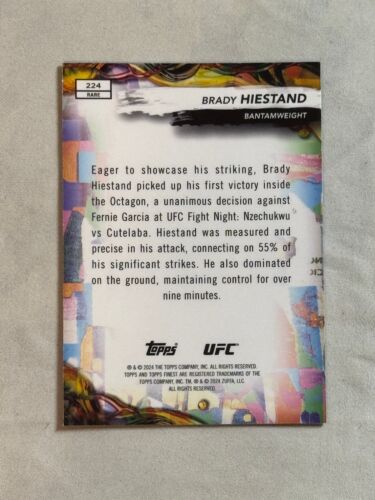 224
RARE
BRADY HIESTAND
BANTAMWEIGHT
Eager to showcase his striking, Brady
Hiestand picked up his first victory inside
the Octagon, a unanimous decision against
Fernie Garcia at UFC Fight Night: Nzechukwu
vs Cutelaba. Hiestand was measured and
precise in his attack, connecting on 55% of
his significant strikes. He also dominated
on the ground, maintaining control for over
nine minutes.
Topps UFC
® & © 2024 THE TOPPS COMPANY, INC. ALL RIGHTS RESERVED.
TOPPS AND TOPPS FINEST ARE REGISTERED TRADEMARKS OF THE
TOPPS COMPANY, INC. TM, ® & © 2024 ZUFFA, LLC.
ALL RIGHTS RESERVED.